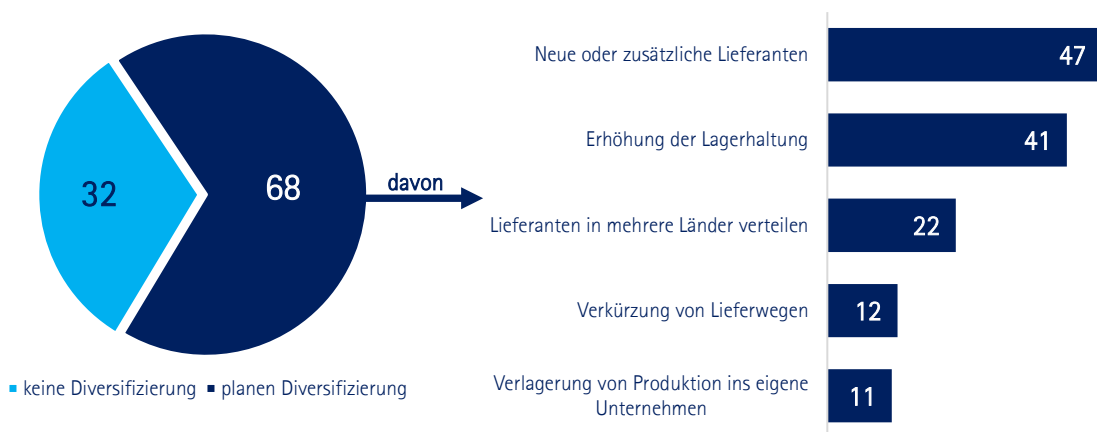 32
68
keine Diversifizierung planen Diversifizierung
davon
Neue oder zusätzliche Lieferanten
47
Erhöhung der Lagerhaltung
41
Lieferanten in mehrere Länder verteilen
22
Verkürzung von Lieferwegen
12
Verlagerung von Produktion ins eigene
Unternehmen
11